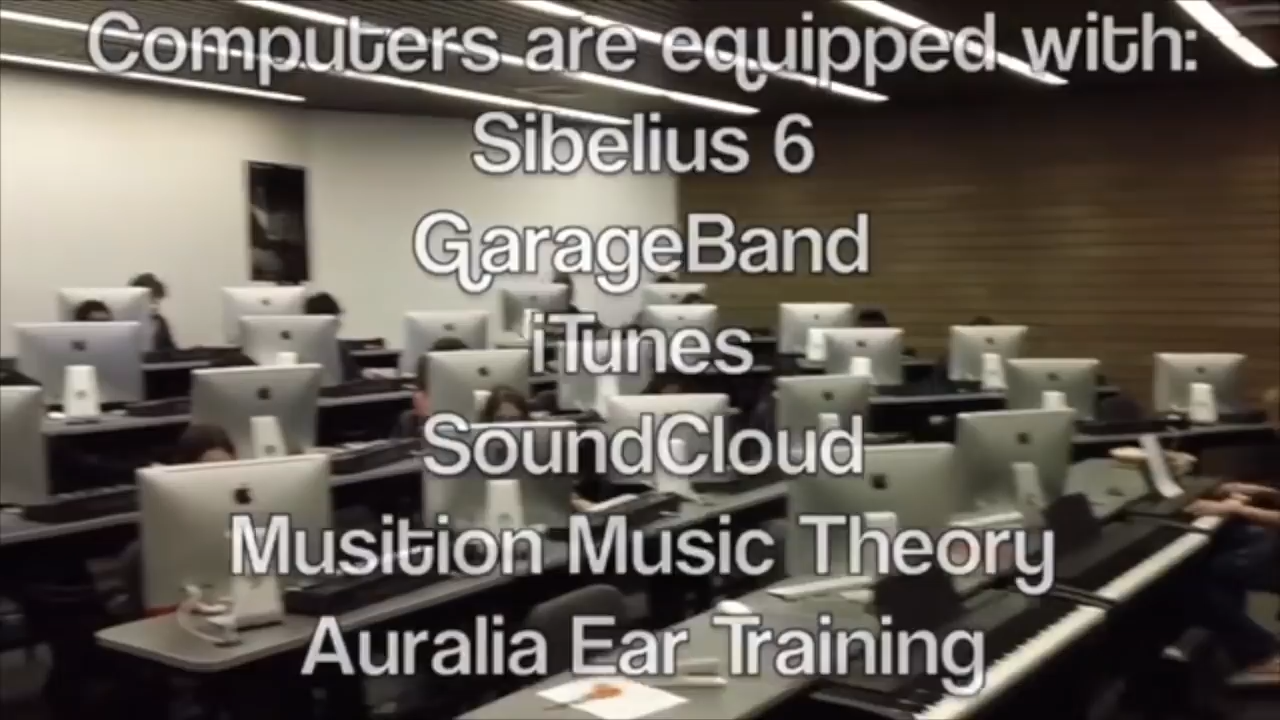 Computers are equipped with:
Sibelius 6
GarageBand
iTunes
SoundCloud
Musition Music Theory
Auralia Ear Training